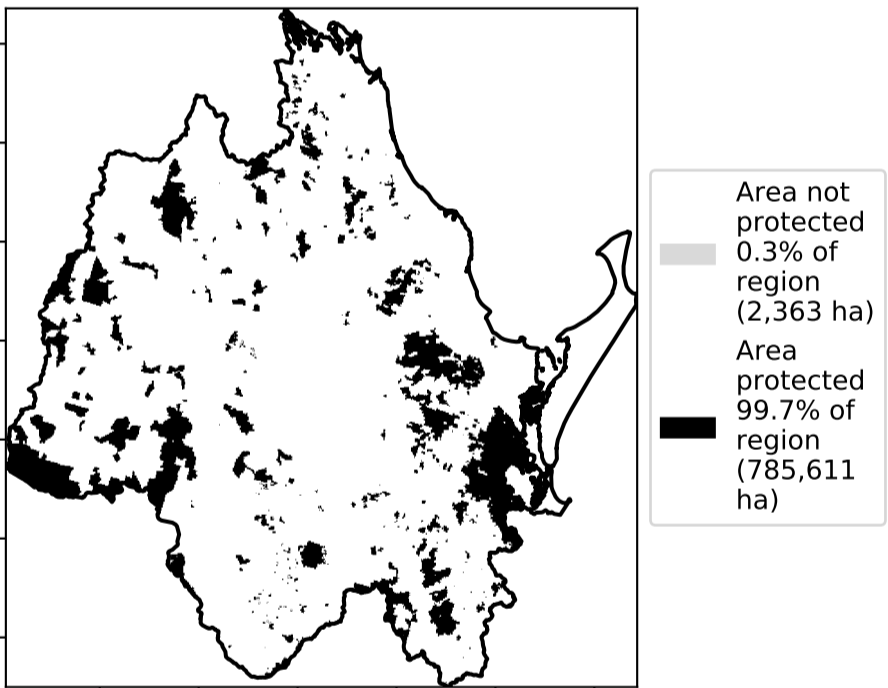 Area not
protected
0.3% of
region
(2,363 ha)
Area
protected
99.7% of
region
(785,611
ha)